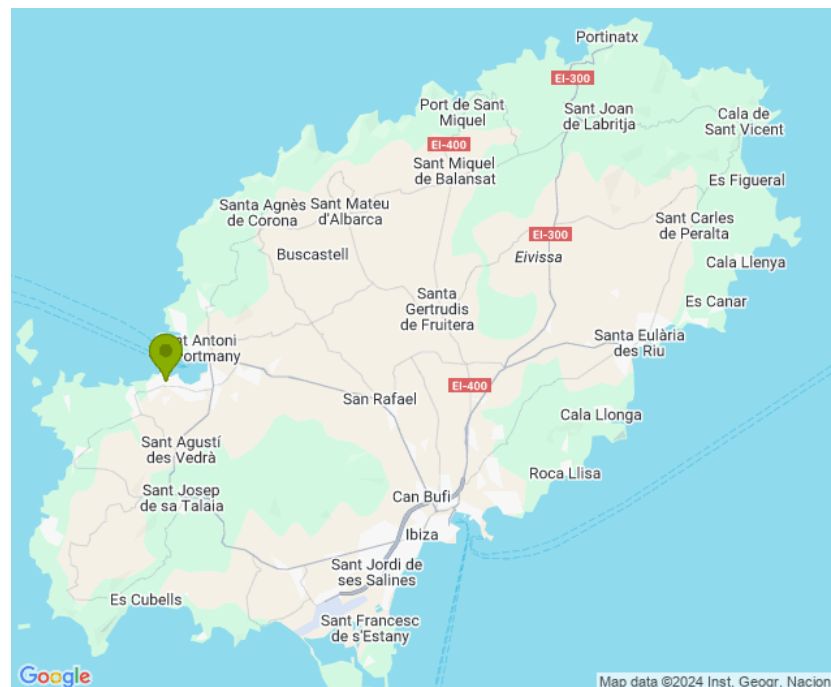 Portinatx
EI-300
Port de Sant
Miquel
Sant Joan
de Labritja
Cala de
Sant Vicent
EI-400
Sant Miquel
de Balansat
Es Figueral
Santa Agnès
de Corona
Sant Mateu
d'Albarca
Sant Carles
de Peralta
EI-300
Buscastell
Eivissa
Cala Llenya
Santa
Gertrudis
de Fruitera
Es Canar
nt Antoni
Portmany
Santa Eulària
des Riu
EI-400
San Rafael
Cala Llonga
Sant Agustí
des Vedrà
Roca Llisa
Sant Josep
de sa Talaia
Can Bufi
Ibiza
Sant Jordi de
ses Salines
Es Cubells
Sant Francesc
de s'Estany
Google
Map data ©2024 Inst. Geogr. Nacion